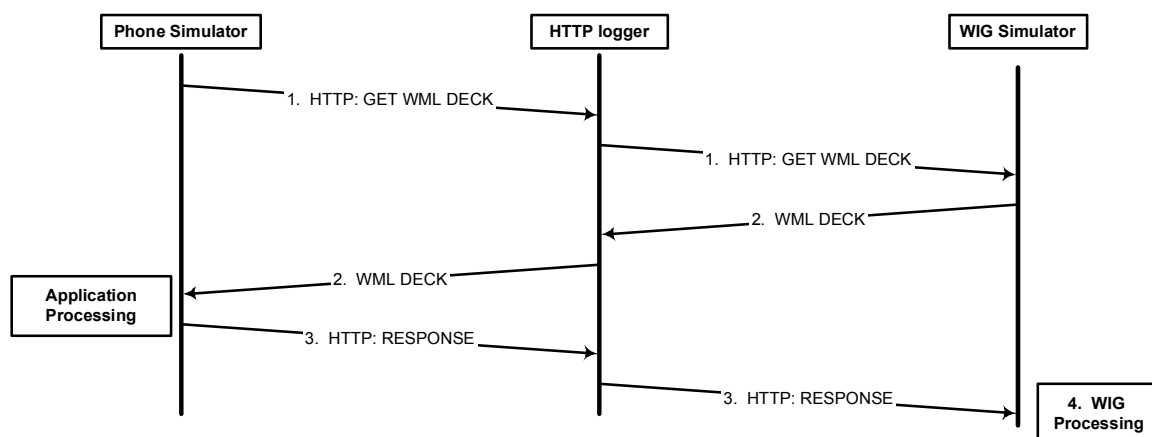 Phone Simulator
HTTP logger
WIG Simulator
1. HTTP: GET WML DECK
1. HTTP: GET WML DECK
2. WML DECK
2. WML DECK
Application
Processing
3. HTTP: RESPONSE
3. HTTP: RESPONSE
4. WIG
Processing